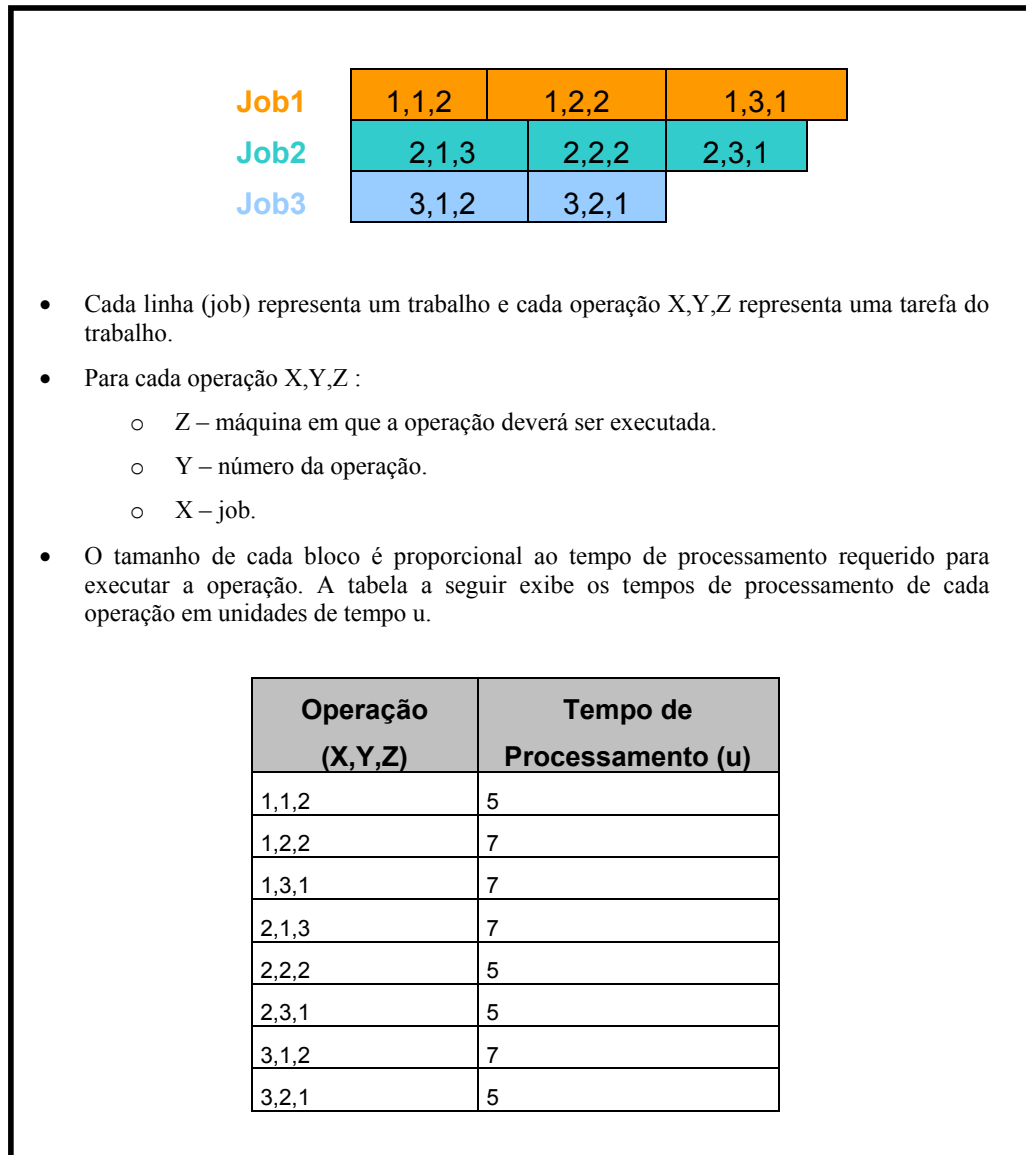 Job1 1,1,2 1,2,2 1,3,1
Job2 2,1,3 2,2,2 2,3,1
Job3 3,1,2 3,2,1
• Cada linha (job) representa um trabalho e cada operação X,Y,Z representa uma tarefa do
trabalho.
• Para cada operação X,Y,Z :
o Z – máquina em que a operação deverá ser executada.
o Y – número da operação.
o X – job.
• O tamanho de cada bloco é proporcional ao tempo de processamento requerido para
executar a operação. A tabela a seguir exibe os tempos de processamento de cada
operação em unidades de tempo u.
Operação Tempo de
(X,Y,Z) Processamento (u)
1,1,2 5
1,2,2 7
1,3,1 7
2,1,3 7
2,2,2 5
2,3,1 5
3,1,2 7
3,2,1 5